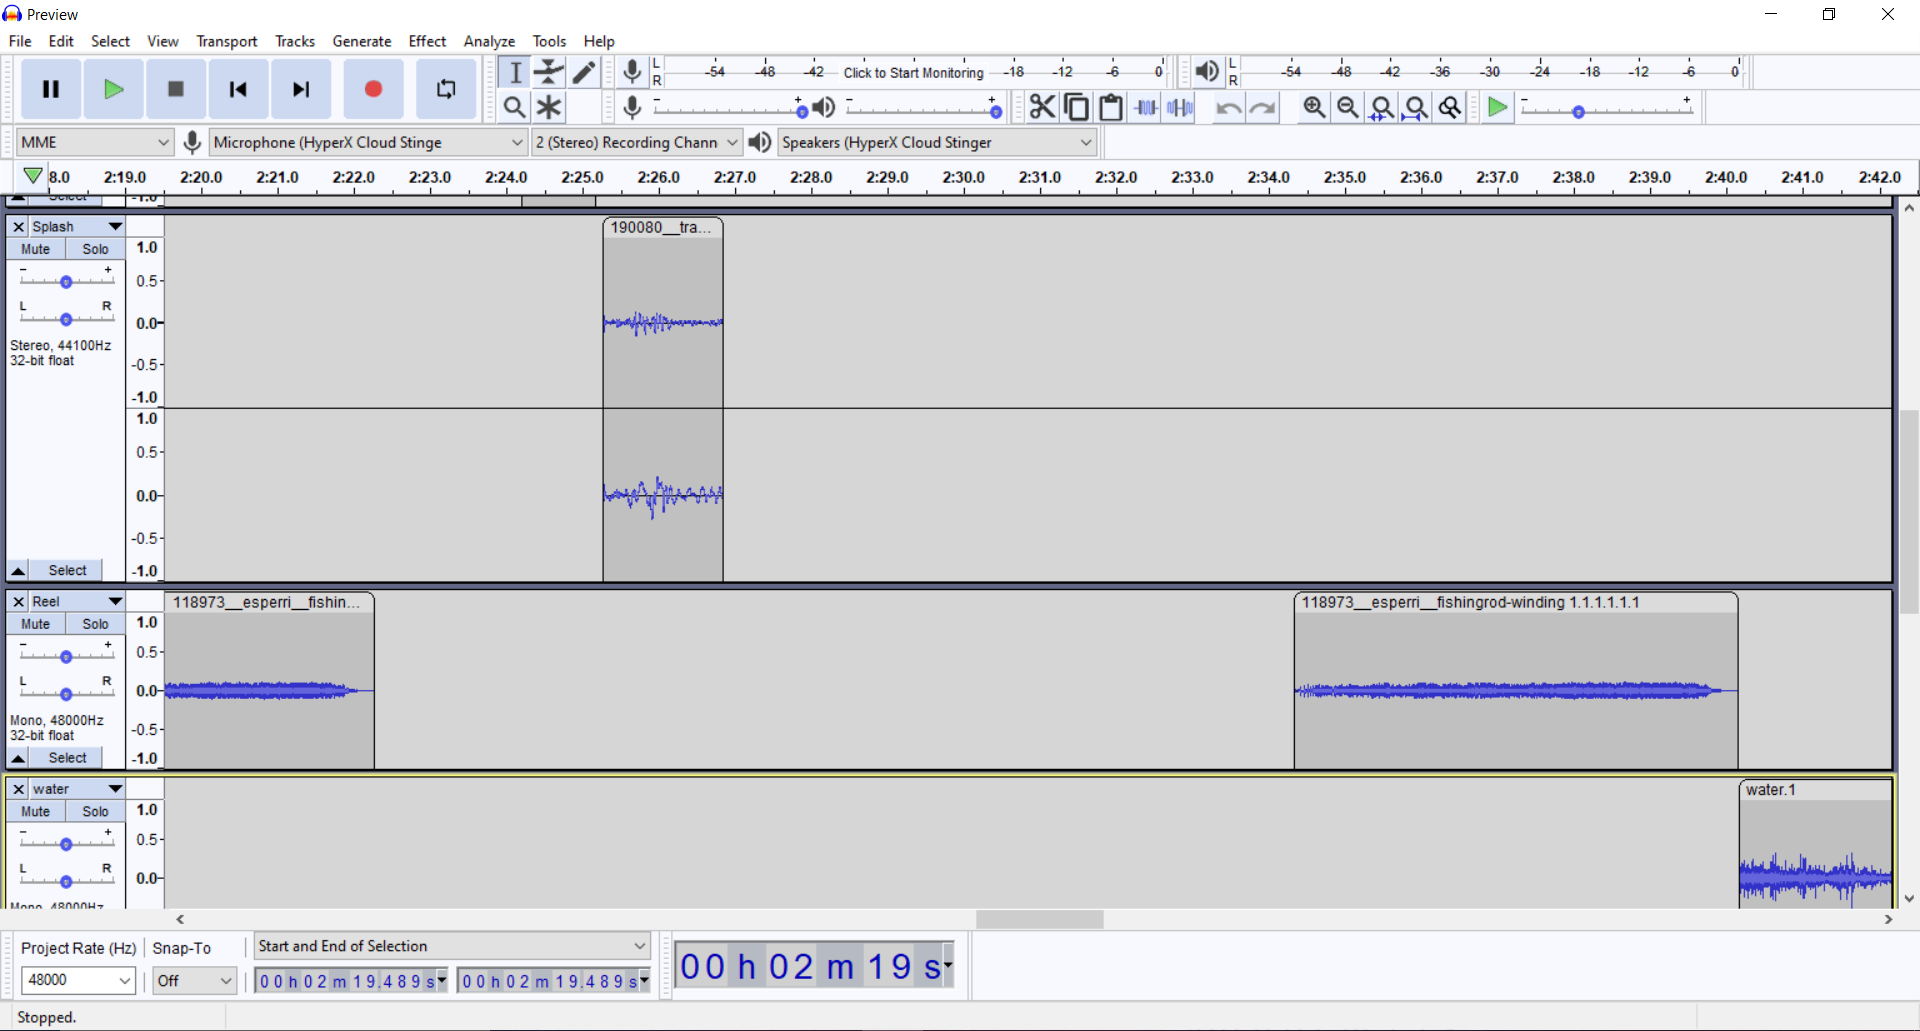 Preview
File Edit Select View Transport Tracks Generate Effect Analyze Tools Help
L R -54 -48 -42 Click to Start Monitoring -18 -12 -6 0 L R -54 -48 -42 -36 -30 -24 -18 -12 -6 0
- + - + - +
MME Microphone (HyperX Cloud Stinge 2 (Stereo) Recording Chann Speakers (HyperX Cloud Stinger
8.0 2:19.0 2:20.0 2:21.0 2:22.0 2:23.0 2:24.0 2:25.0 2:26.0 2:27.0 2:28.0 2:29.0 2:30.0 2:31.0 2:32.0 2:33.0 2:34.0 2:35.0 2:36.0 2:37.0 2:38.0 2:39.0 2:40.0 2:41.0 2:42.0
Select -1.0
Splash 190080__tra...
Mute Solo 1.0
- +
0.5
L R
0.0
Stereo, 44100Hz
32-bit float -0.5
-1.0
1.0
0.5
0.0
-0.5
Select -1.0
Reel 118973__esperri__fishin... 118973__esperri__fishingrod-winding 1.1.1.1.1.1
Mute Solo 1.0
- +
0.5
L R 0.0
Mono, 48000Hz
32-bit float -0.5
Select -1.0
water water.1
Mute Solo 1.0
- +
0.5
L R 0.0
Mono, 48000Hz
Project Rate (Hz) Snap-To Start and End of Selection
48000 Off 00 h 02 m 19.489 s 00 h 02 m 19.489 s 00 h 02 m 19 s
Stopped.